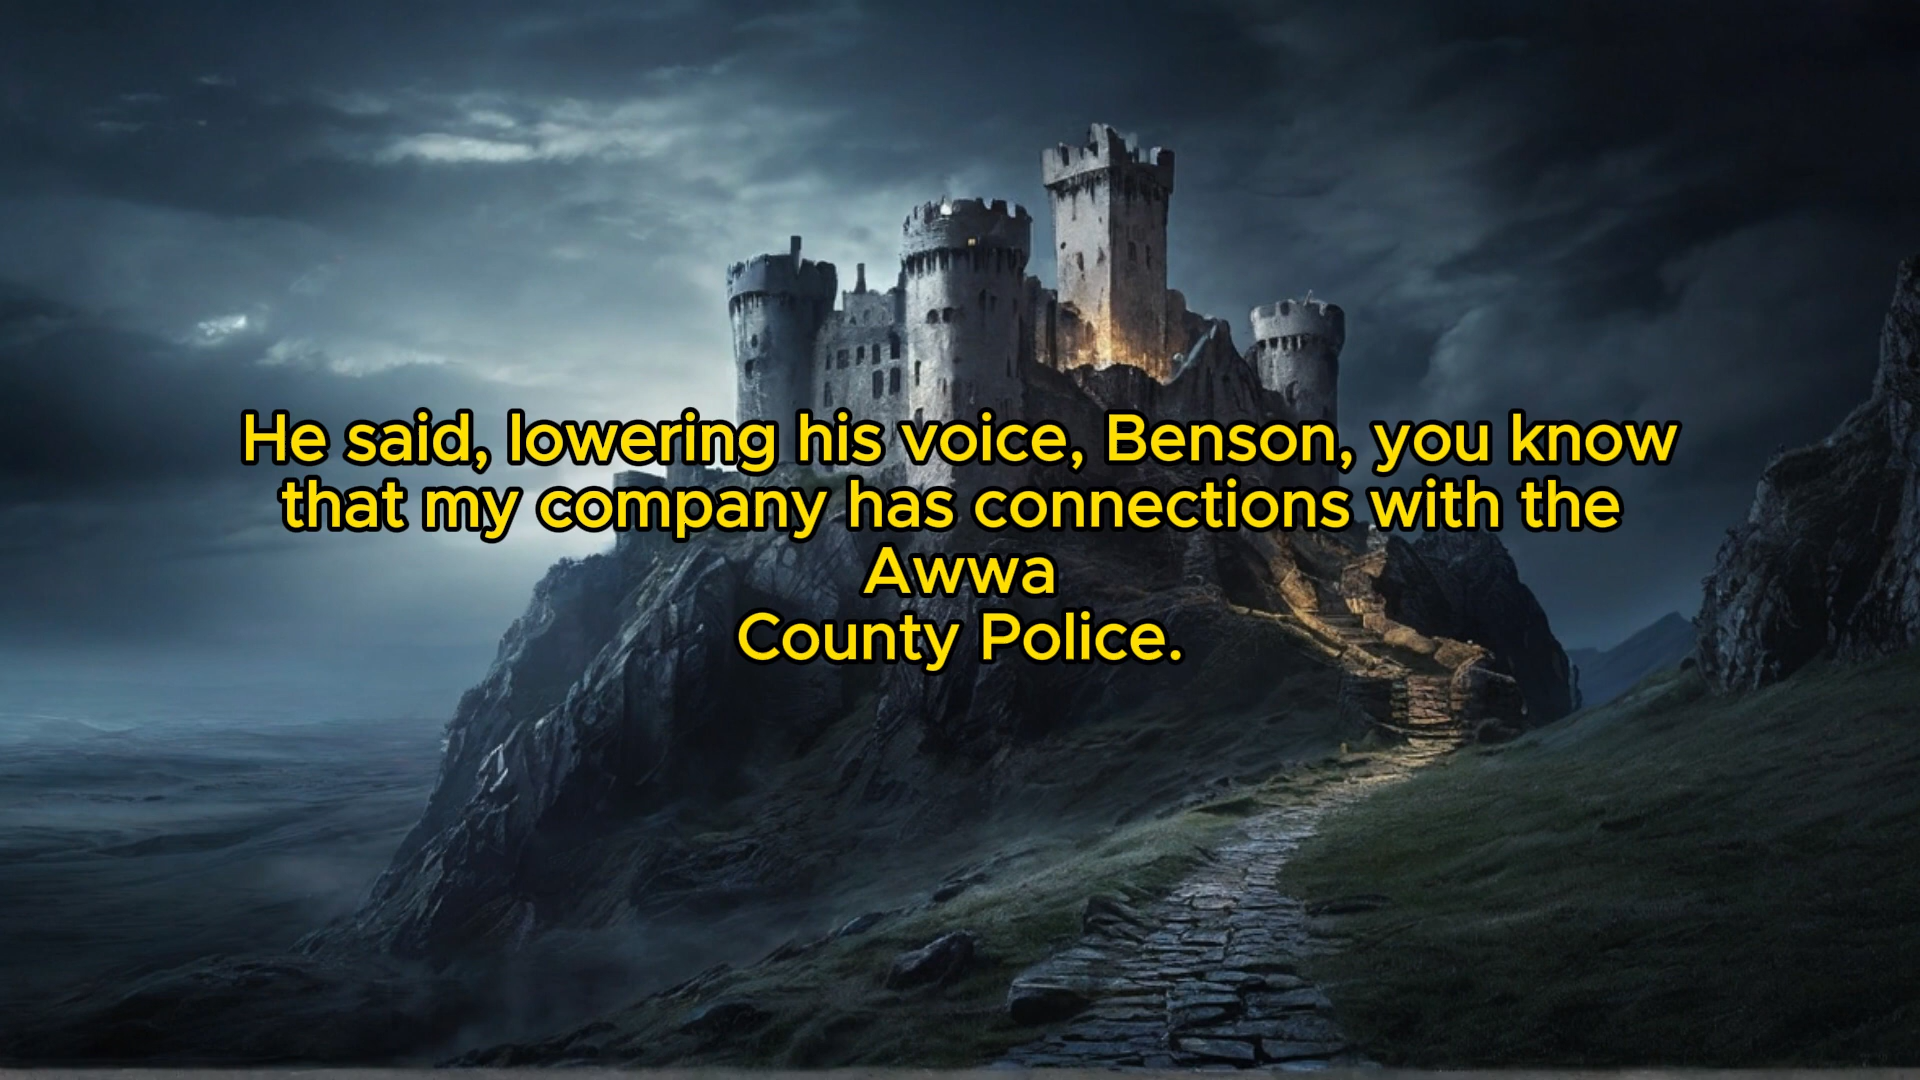 He said, lowering his voice, Benson, you know
that my company has connections with the
Awwa
County Police.